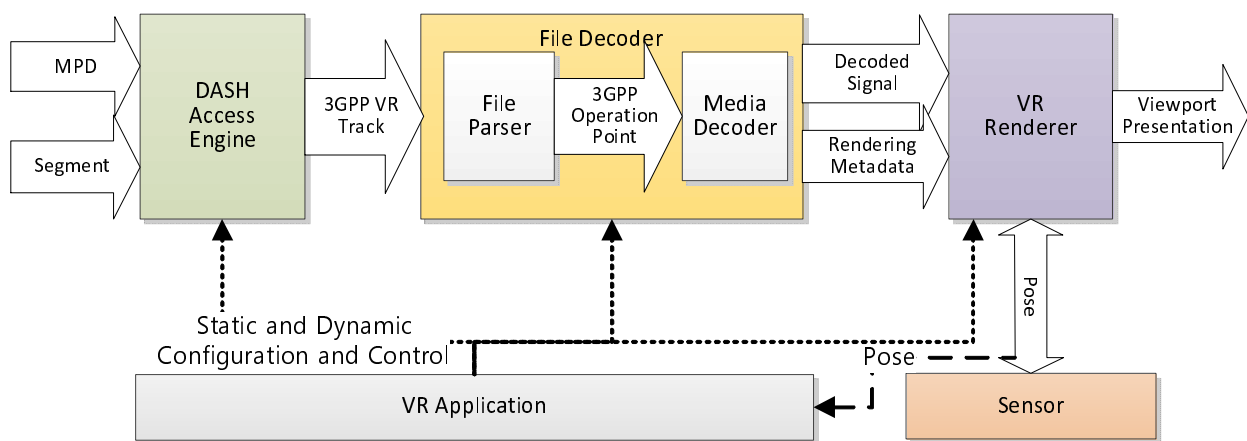 MPD
Segment
DASH
Access
Engine
3GPP VR
Track
File Decoder
File
Parser
3GPP
Operation
Point
Media
Decoder
Decoded
Signal
Rendering
Metadata
VR
Renderer
Viewport
Presentation
Static and Dynamic
Configuration and Control
Pose
Pose
VR Application
Sensor